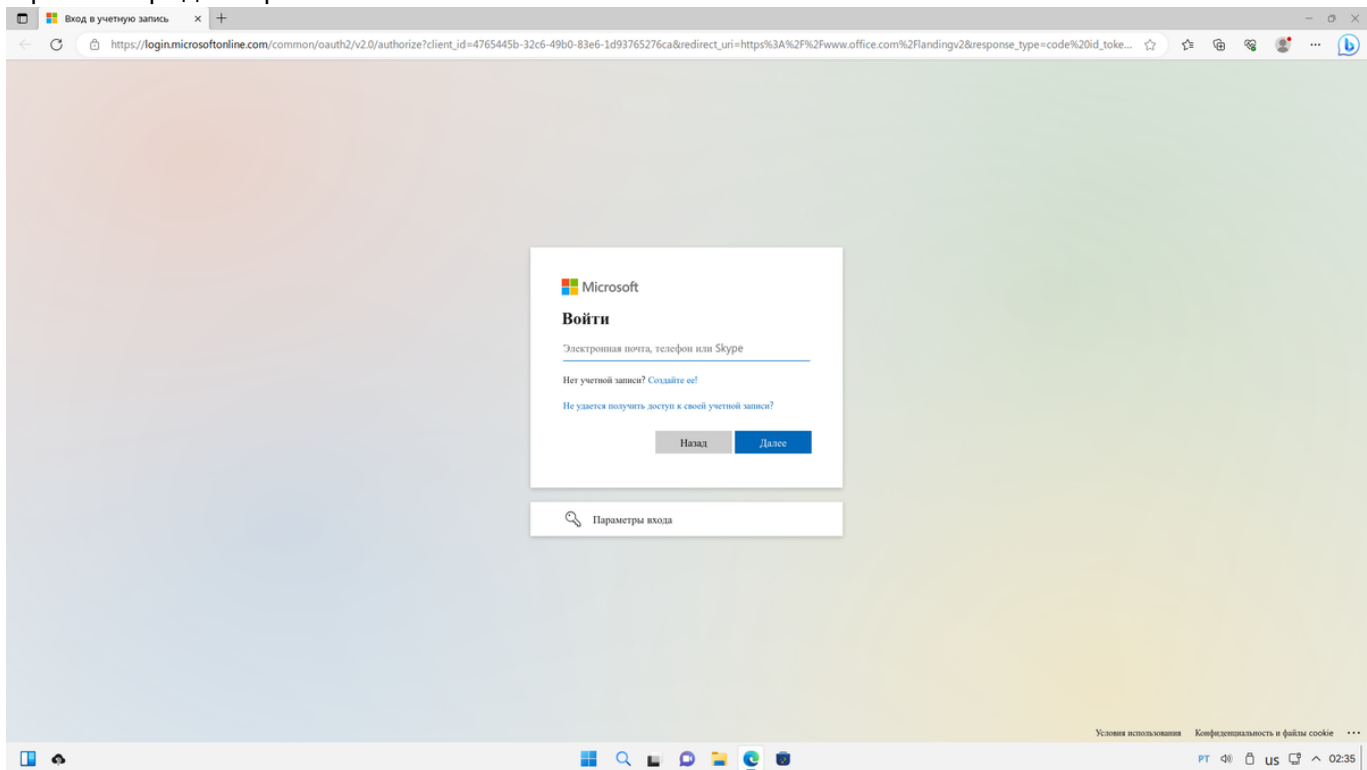 Вход в учетную запись
https://login.microsoftonline.com/common/oauth2/v2.0/authorize?client_id=4765445b-32c6-49b0-83e6-1d93765276ca&redirect_uri=https%3A%2F%2Fwww.office.com%2Flandingv2&response_type=code%20id_toke...
Microsoft
Войти
Электронная почта, телефон или Skype
Нет учетной записи? Создайте ее!
Не удается получить доступ к своей учетной записи?
Назад Далее
Параметры входа
Условия использования Конфиденциальность и файлы cookie
PT US 02:35